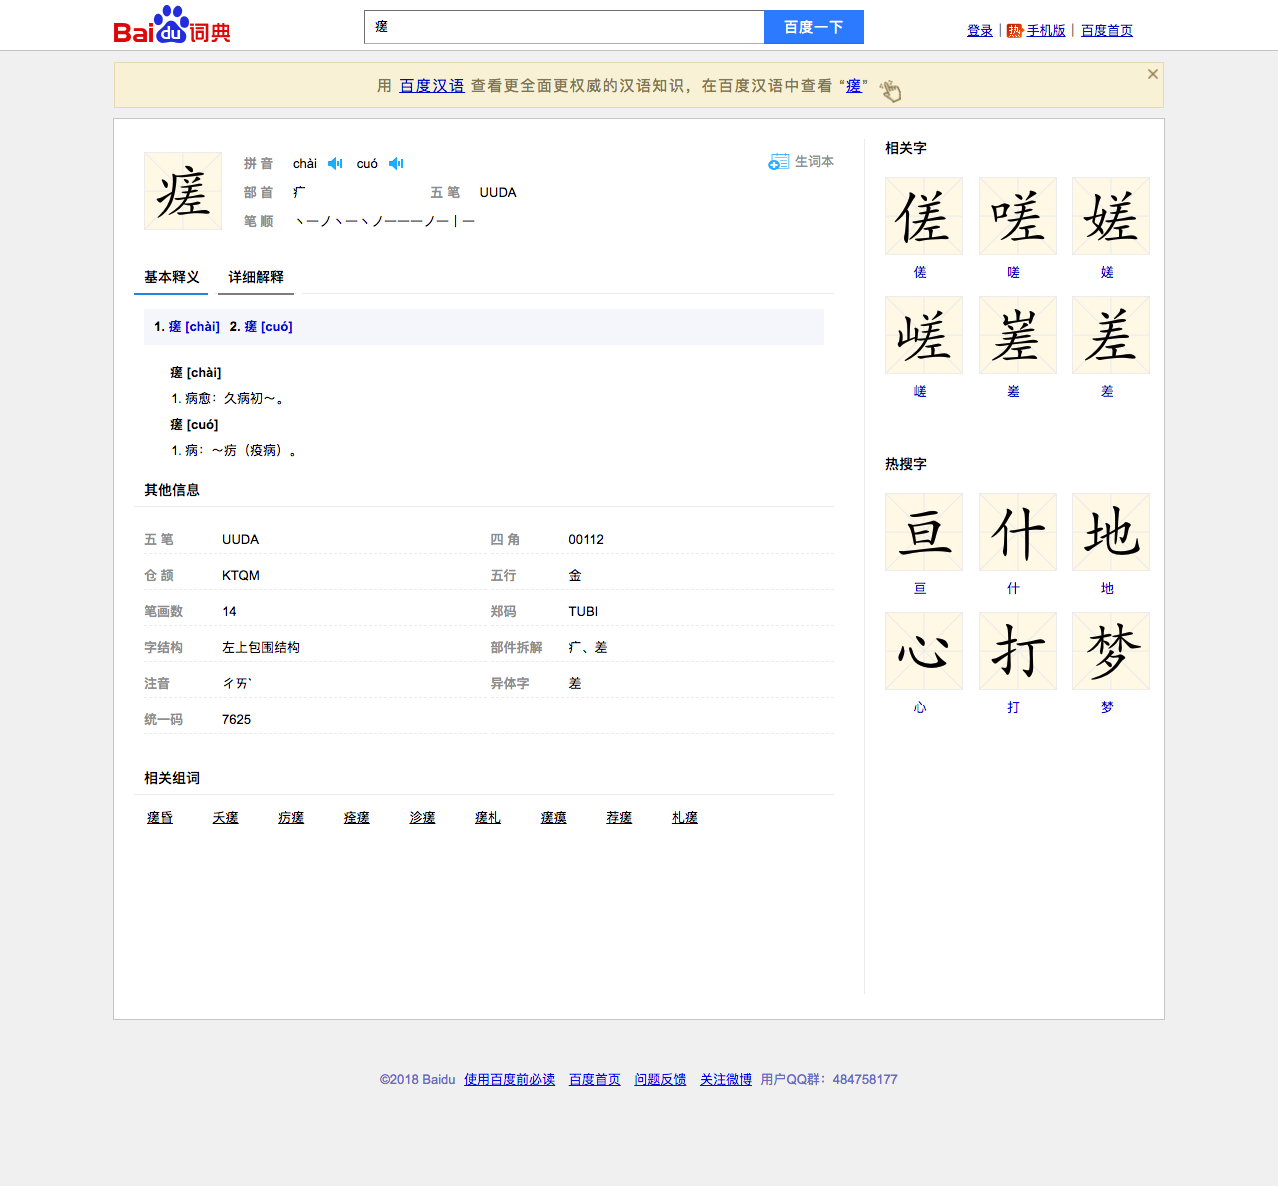 Baidu词典
瘥
百度一下
登录 | 热 手机版 | 百度首页
用 百度汉语 查看更全面更权威的汉语知识，在百度汉语中查看 “瘥”
瘥
拼 音 chài cuó
生词本
部 首 疒 五 笔 UUDA
笔 顺 丶一ノ丶一丶ノ一一一ノ一丨一
基本释义 详细解释
1. 瘥 [chài] 2. 瘥 [cuó]
瘥 [chài]
1. 病愈：久病初～。
瘥 [cuó]
1. 病：～疠（疫病）。
其他信息
五 笔 UUDA 四 角 00112
仓 颉 KTQM 五行 金
笔画数 14 郑码 TUBI
字结构 左上包围结构 部件拆解 疒、差
注音 ㄔㄞˋ 异体字 差
统一码 7625
相关组词
瘥昏 夭瘥 疠瘥 痊瘥 沴瘥 瘥札 瘥瘼 荐瘥 札瘥
相关字
傞 嗟 嫅
傞 嗟 嫅
嵯 嵳 差
嵯 嵳 差
热搜字
亘 什 地
亘 什 地
心 打 梦
心 打 梦
©2018 Baidu 使用百度前必读 百度首页 问题反馈 关注微博 用户QQ群：484758177